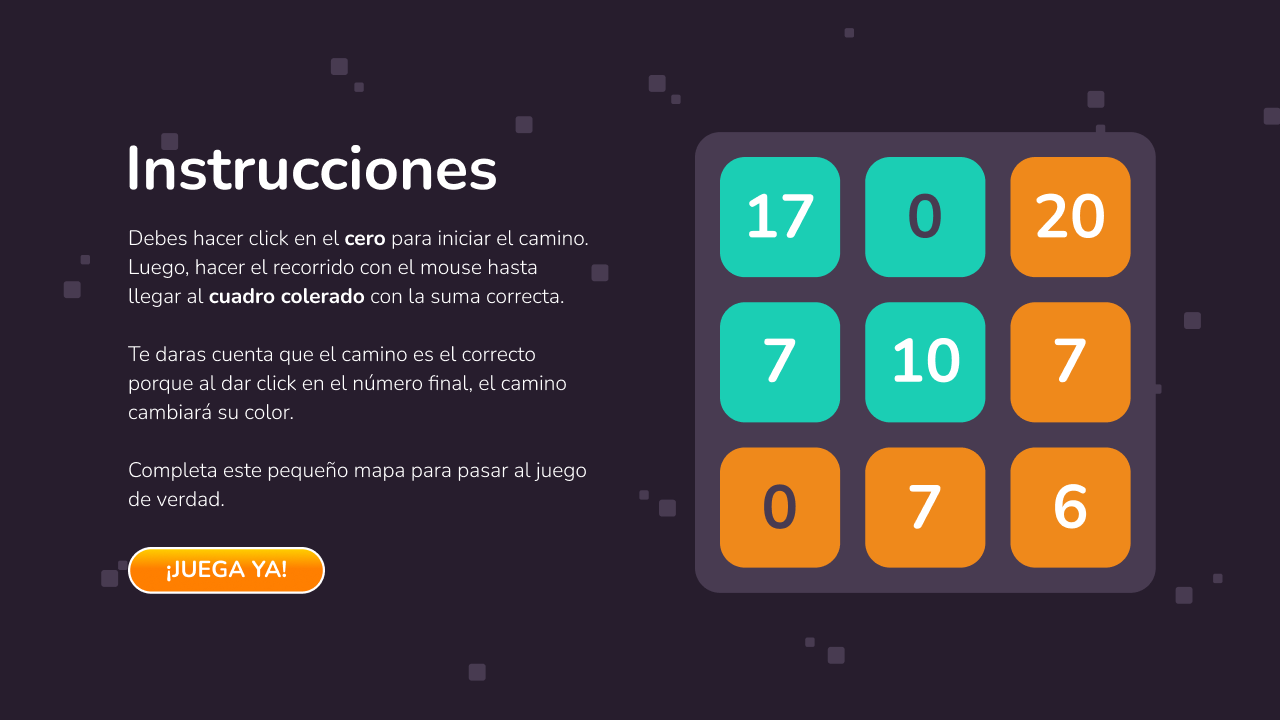 Instrucciones
Debes hacer click en el cero para iniciar el camino.
Luego, hacer el recorrido con el mouse hasta
llegar al cuadro colerado con la suma correcta.
Te daras cuenta que el camino es el correcto
porque al dar click en el número final, el camino
cambiará su color.
Completa este pequeño mapa para pasar al juego
de verdad.
¡JUEGA YA!
17 0 20
7 10 7
0 7 6